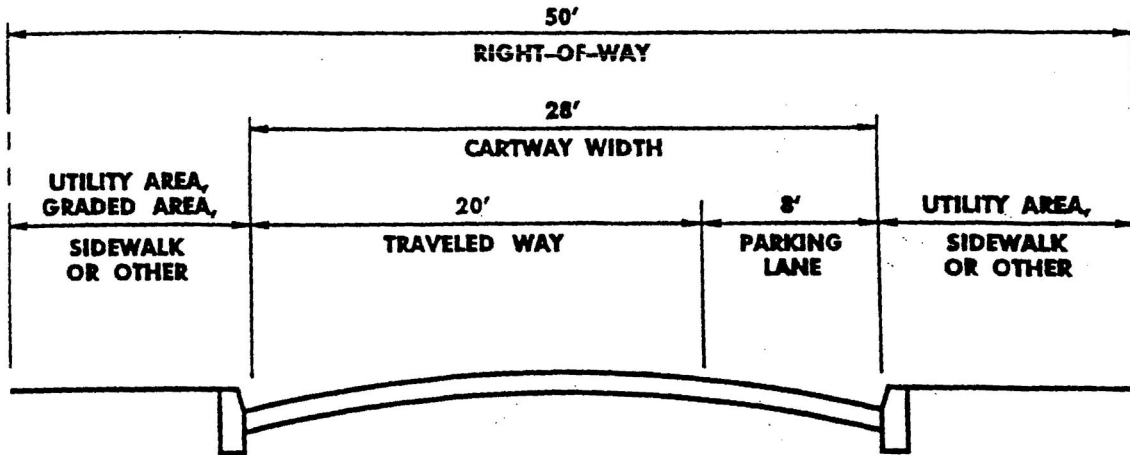 50'
RIGHT-OF-WAY
28'
CARTWAY WIDTH
UTILITY AREA,
GRADED AREA,
SIDEWALK
OR OTHER
20'
TRAVELED WAY
8'
PARKING
LANE
UTILITY AREA,
SIDEWALK
OR OTHER